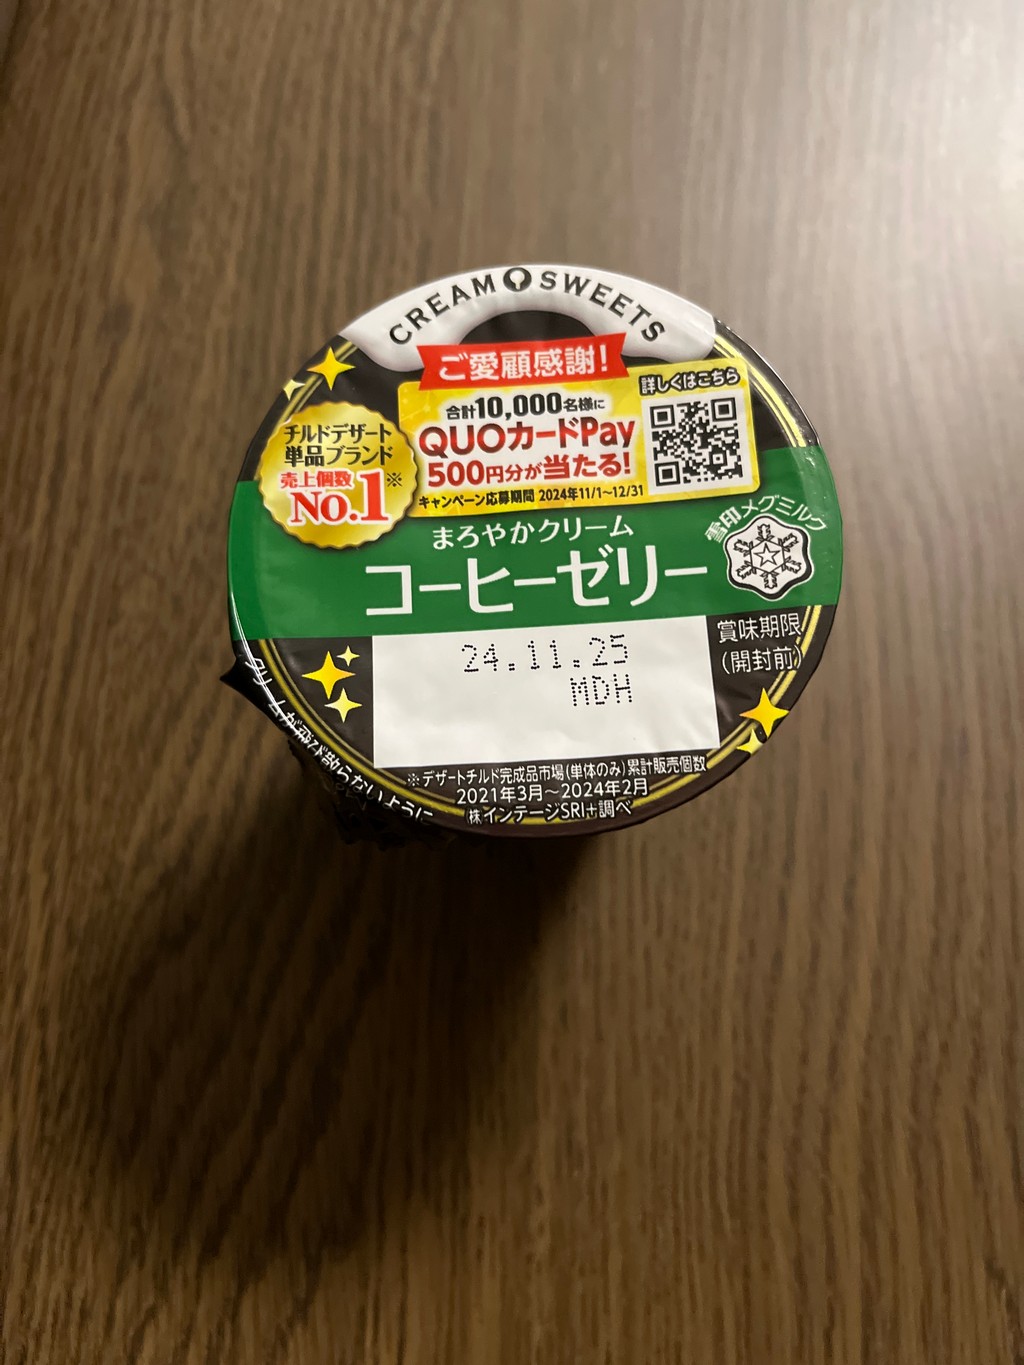 CREAM SWEETS
ご愛顧感謝!
詳しくはこちら
合計10,000名様に
QUOカードPay
500円分が当たる!
キャンペーン応募期間 2024年11/1〜12/31
チルドデザート
単品ブランド
売上個数
No.1※
雪印メグミルク
まろやかクリーム
コーヒーゼリー
賞味期限
(開封前)
24.11.25
MDH
※デザートチルド完成品市場(単体のみ)累計販売個数
2021年3月〜2024年2月
(株)インテージSRI+調べ
らないように